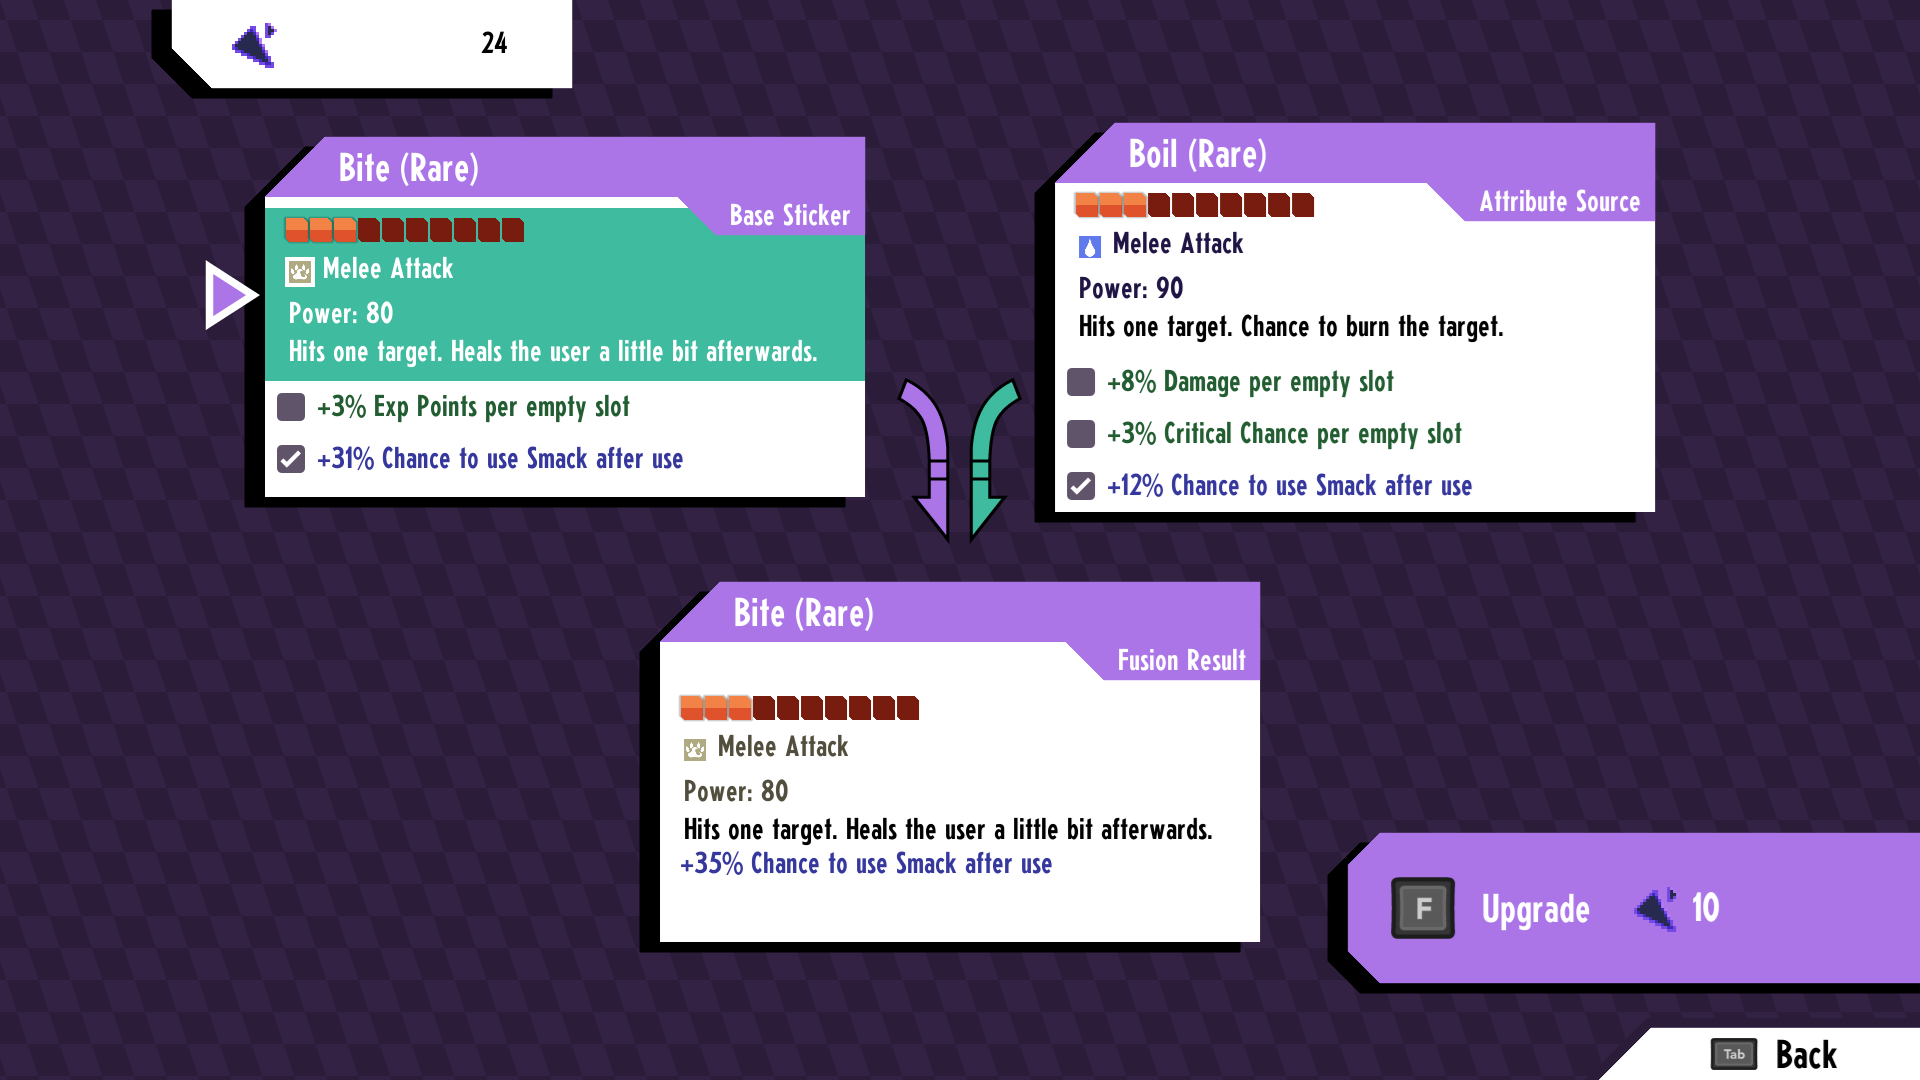 24
Bite (Rare)
Base Sticker
Melee Attack
Power: 80
Hits one target. Heals the user a little bit afterwards.
+3% Exp Points per empty slot
+31% Chance to use Smack after use
Boil (Rare)
Attribute Source
Melee Attack
Power: 90
Hits one target. Chance to burn the target.
+8% Damage per empty slot
+3% Critical Chance per empty slot
+12% Chance to use Smack after use
Bite (Rare)
Fusion Result
Melee Attack
Power: 80
Hits one target. Heals the user a little bit afterwards.
+35% Chance to use Smack after use
F Upgrade 10
Tab Back